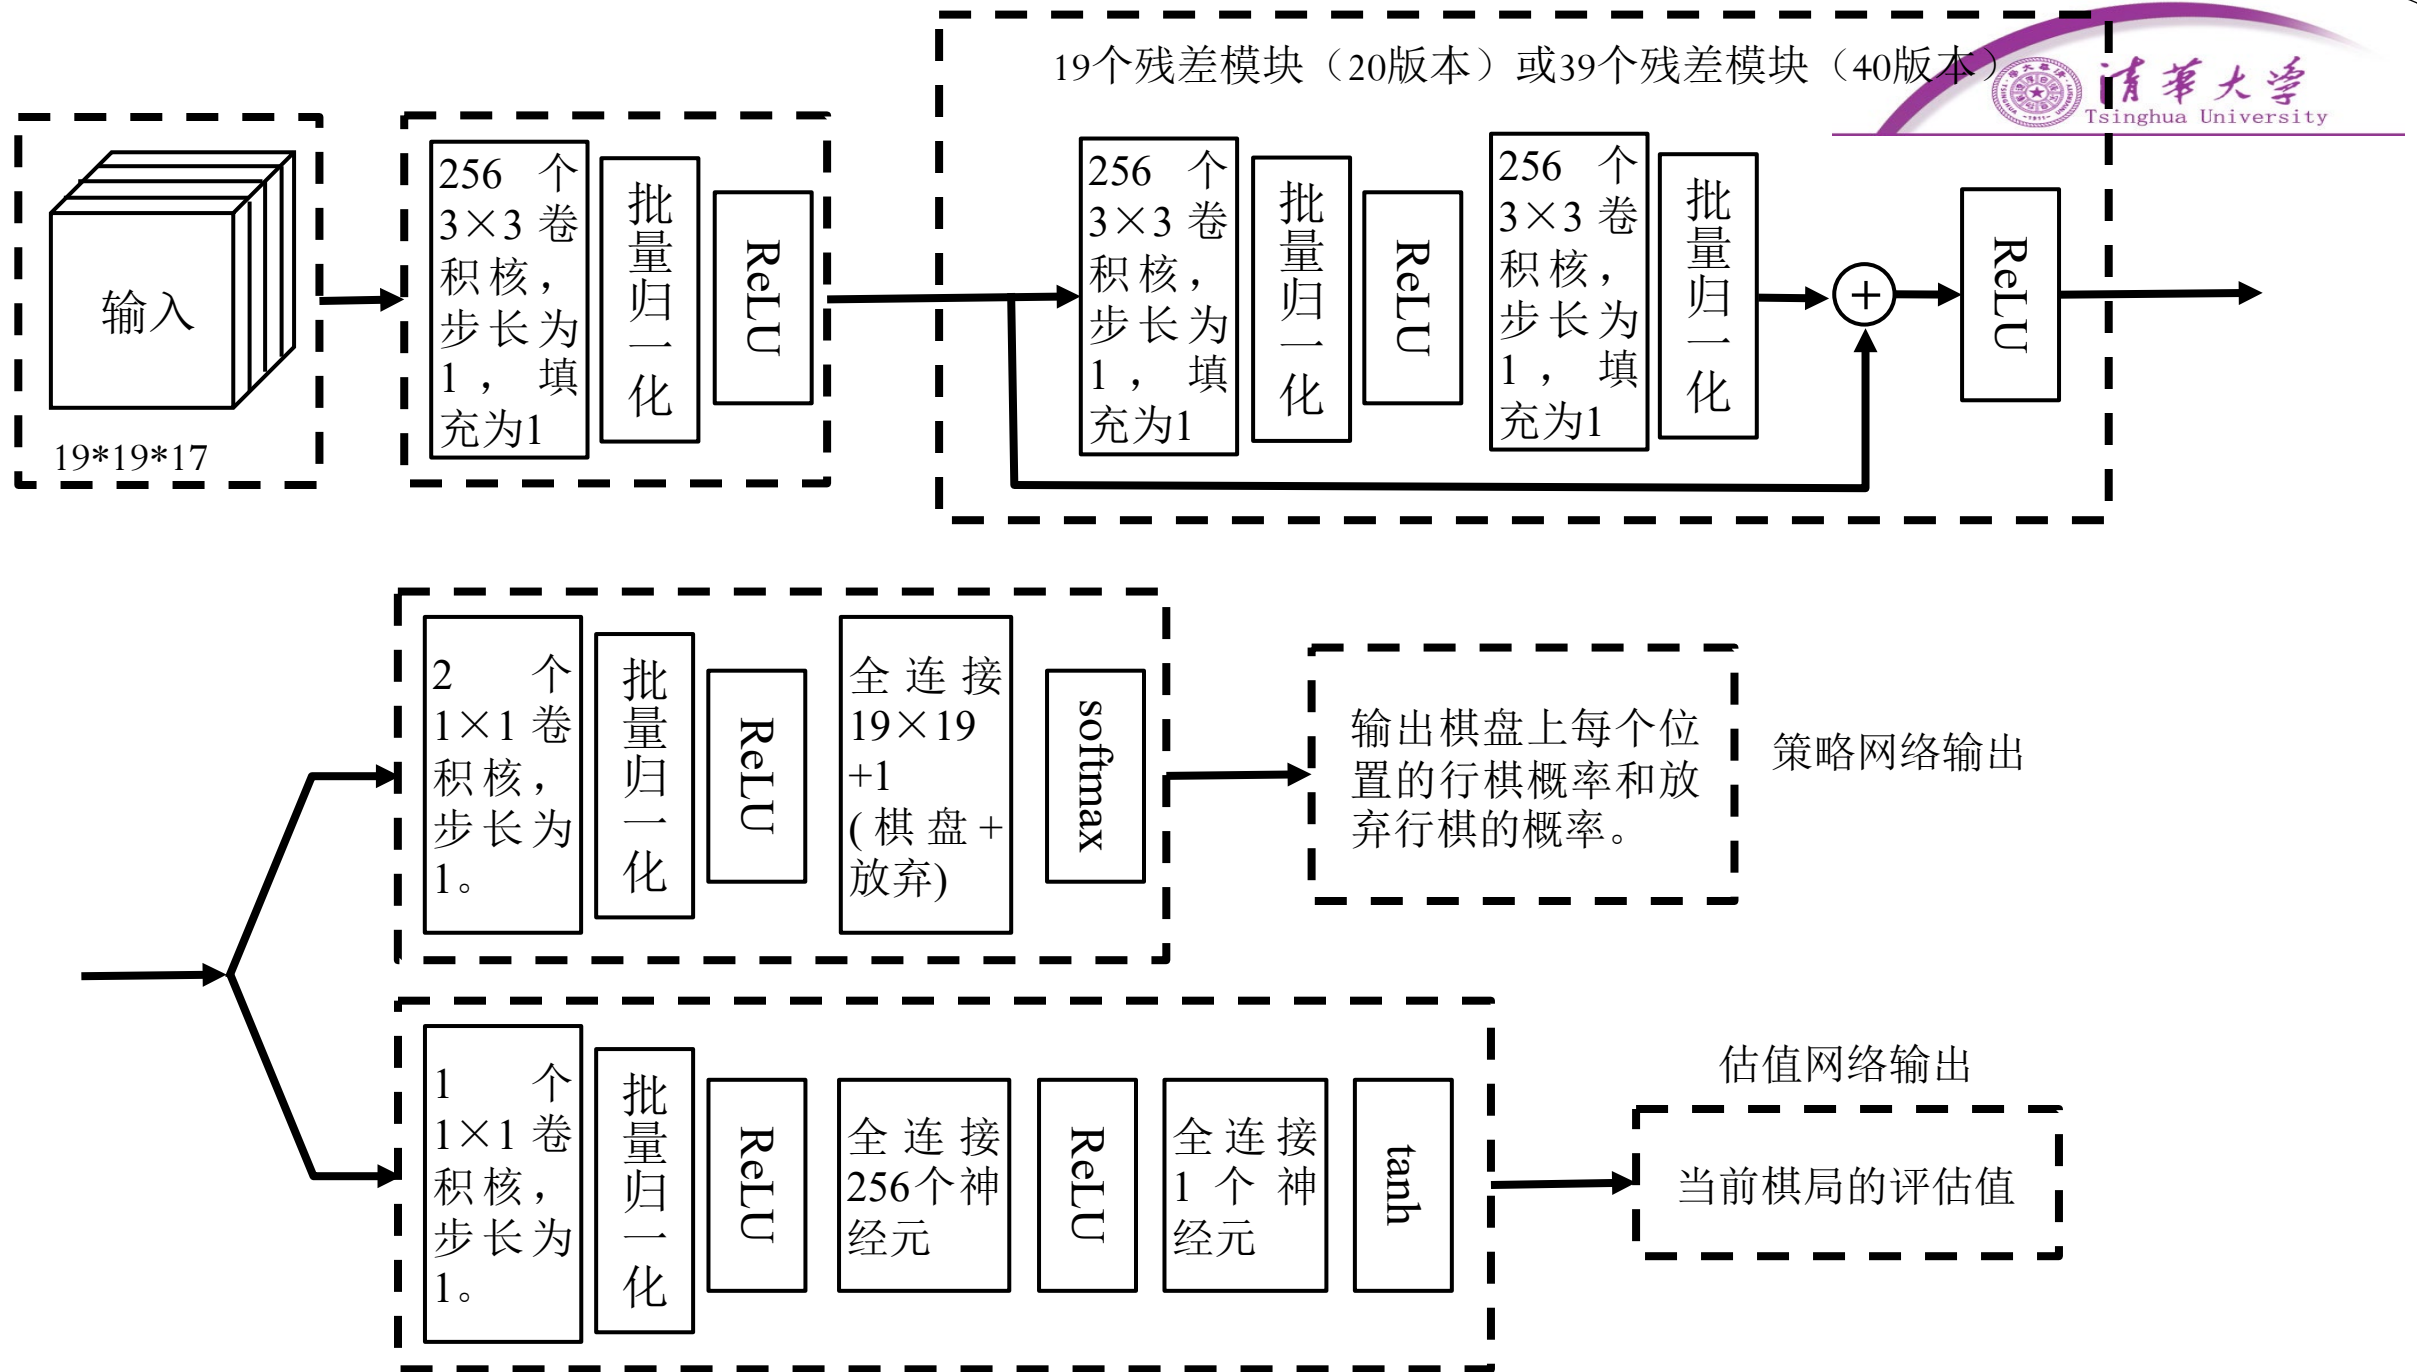 19个残差模块（20版本）或39个残差模块（40版本）
清華大学
Tsinghua University
输入
19*19*17
256 个
3×3 卷
积核，
步长为
1，填
充为1
批量归一化
ReLU
256 个
3×3 卷
积核，
步长为
1，填
充为1
批量归一化
ReLU
256 个
3×3 卷
积核，
步长为
1，填
充为1
批量归一化
+
ReLU
2 个
1×1 卷
积核，
步长为
1。
批量归一化
ReLU
全连接
19×19
+1
(棋盘+
放弃)
softmax
输出棋盘上每个位
置的行棋概率和放
弃行棋的概率。
策略网络输出
1 个
1×1 卷
积核，
步长为
1。
批量归一化
ReLU
全连接
256个神
经元
ReLU
全连接
1个神
经元
tanh
估值网络输出
当前棋局的评估值